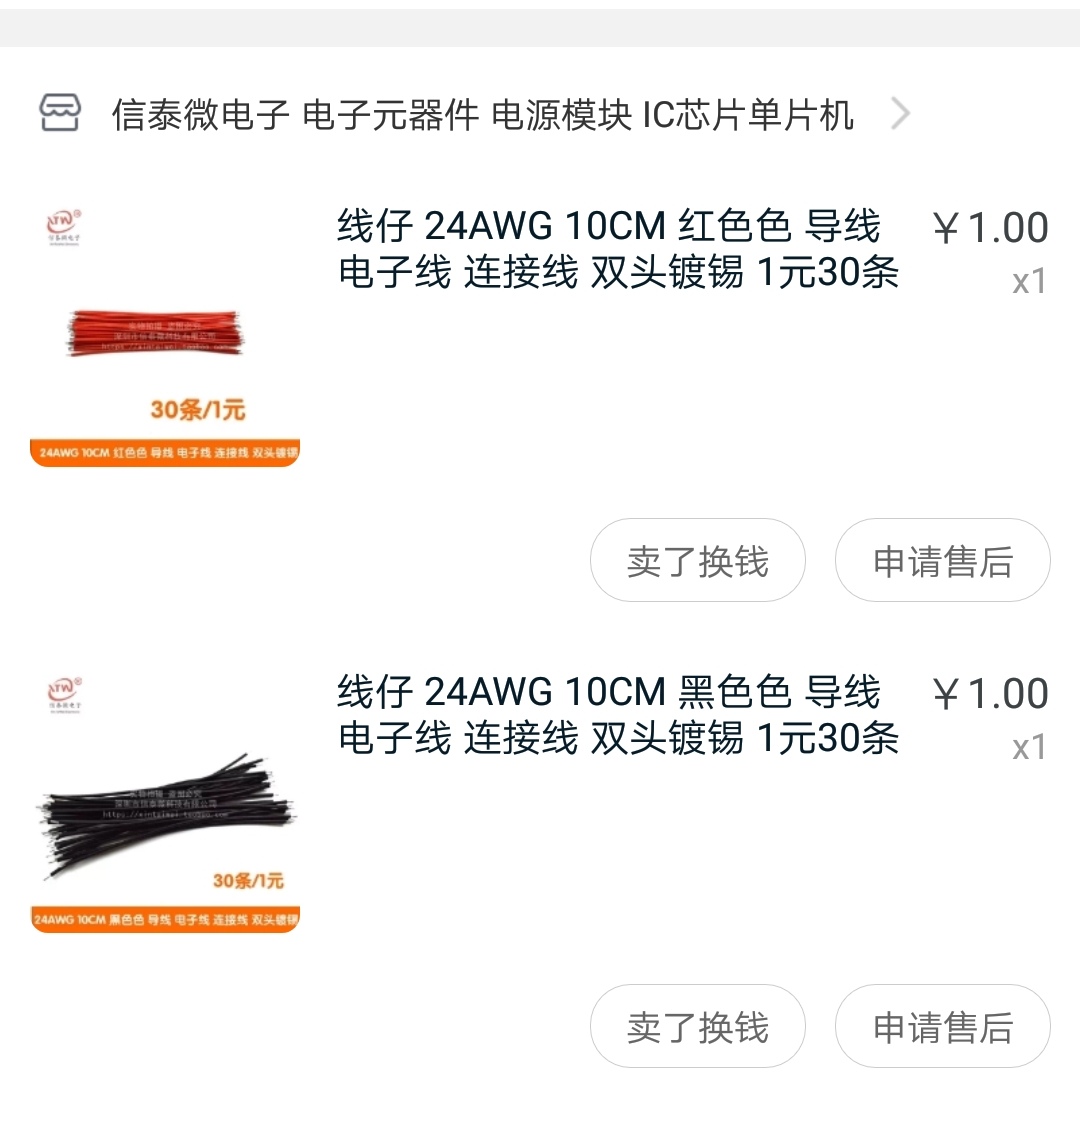 信泰微电子 电子元器件 电源模块 IC芯片单片机
线仔 24AWG 10CM 红色色 导线
电子线 连接线 双头镀锡 1元30条
￥1.00
x1
30条/1元
24AWG 10CM 红色色 导线 电子线 连接线 双头镀锡
卖了换钱
申请售后
线仔 24AWG 10CM 黑色色 导线
电子线 连接线 双头镀锡 1元30条
￥1.00
x1
30条/1元
24AWG 10CM 黑色色 导线 电子线 连接线 双头镀锡
卖了换钱
申请售后